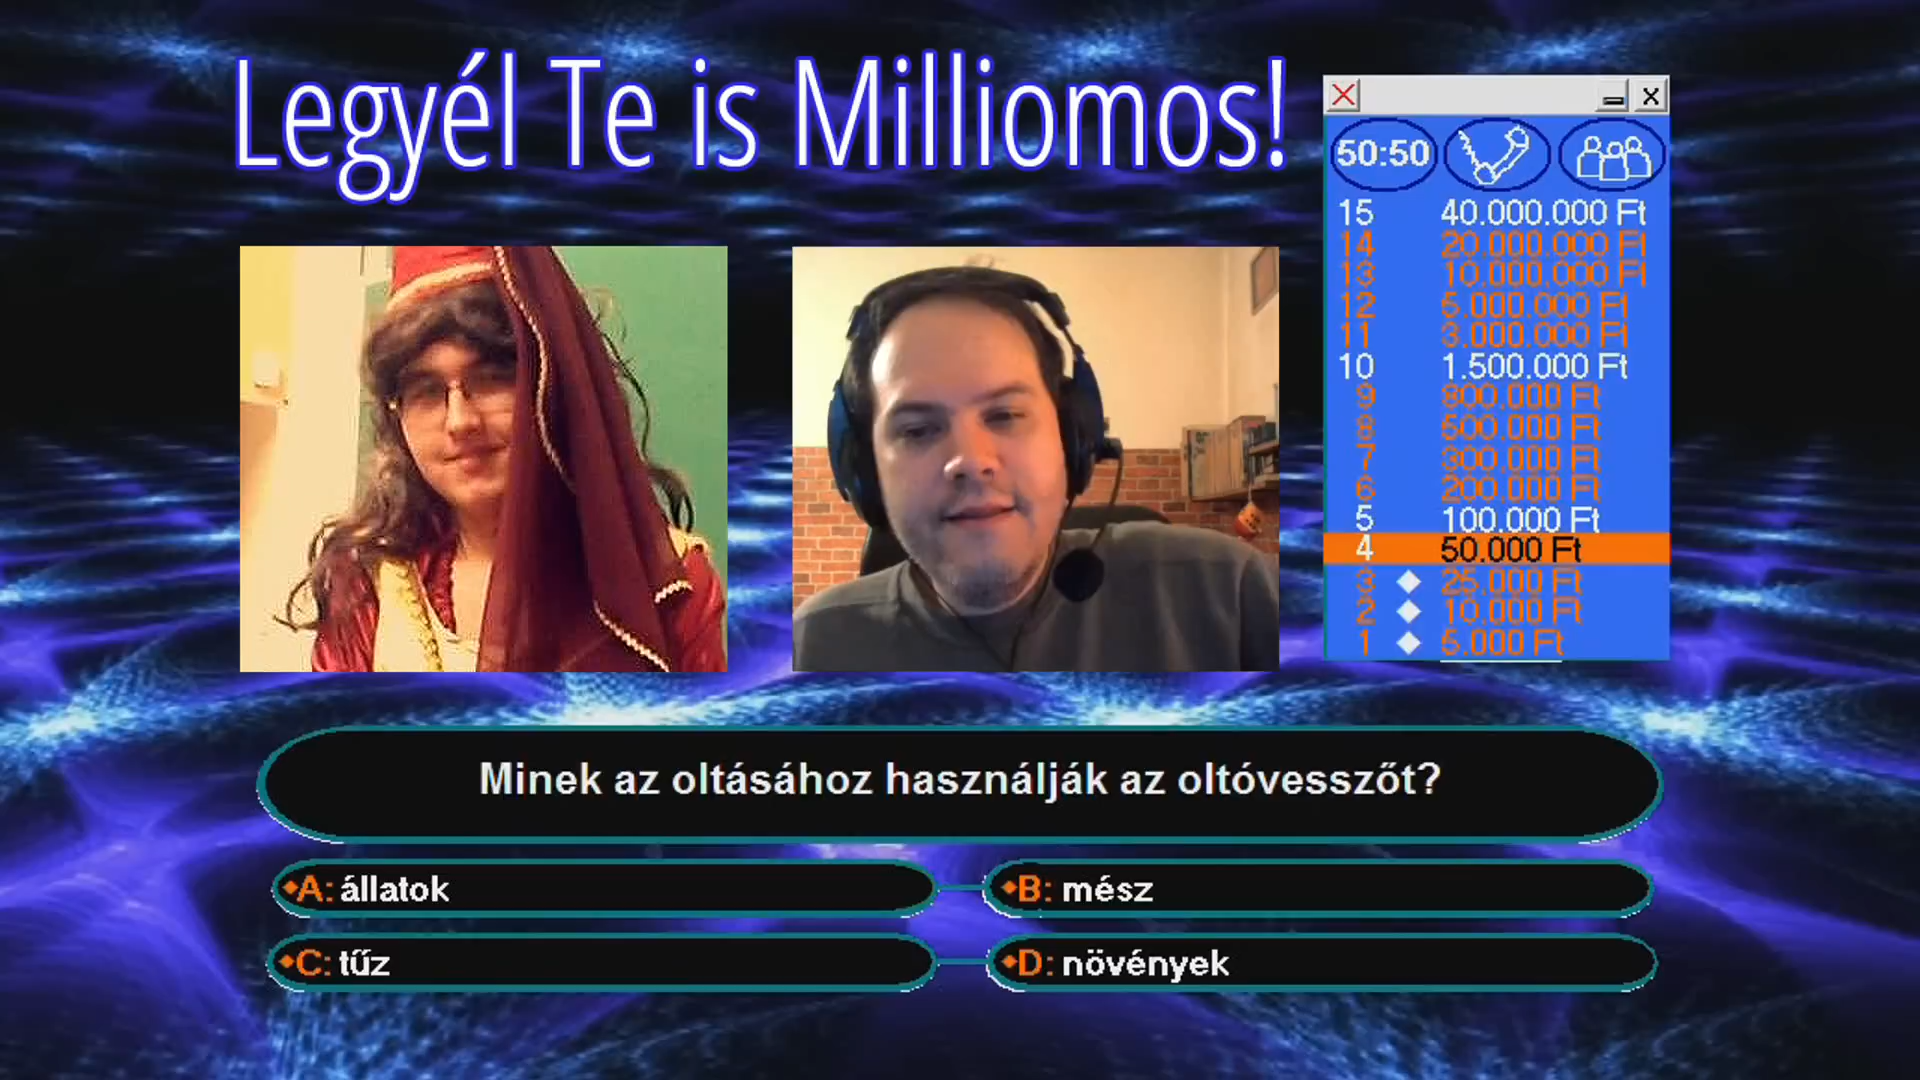 Legyél Te is Milliomos!
50:50
15 40.000.000 Ft
14 20.000.000 Ft
13 10.000.000 Ft
12 5.000.000 Ft
11 3.000.000 Ft
10 1.500.000 Ft
9 800.000 Ft
8 500.000 Ft
7 300.000 Ft
6 200.000 Ft
5 100.000 Ft
4 50.000 Ft
3 25.000 Ft
2 10.000 Ft
1 5.000 Ft
Minek az oltásához használják az oltóvesszőt?
A: állatok
B: mész
C: tűz
D: növények